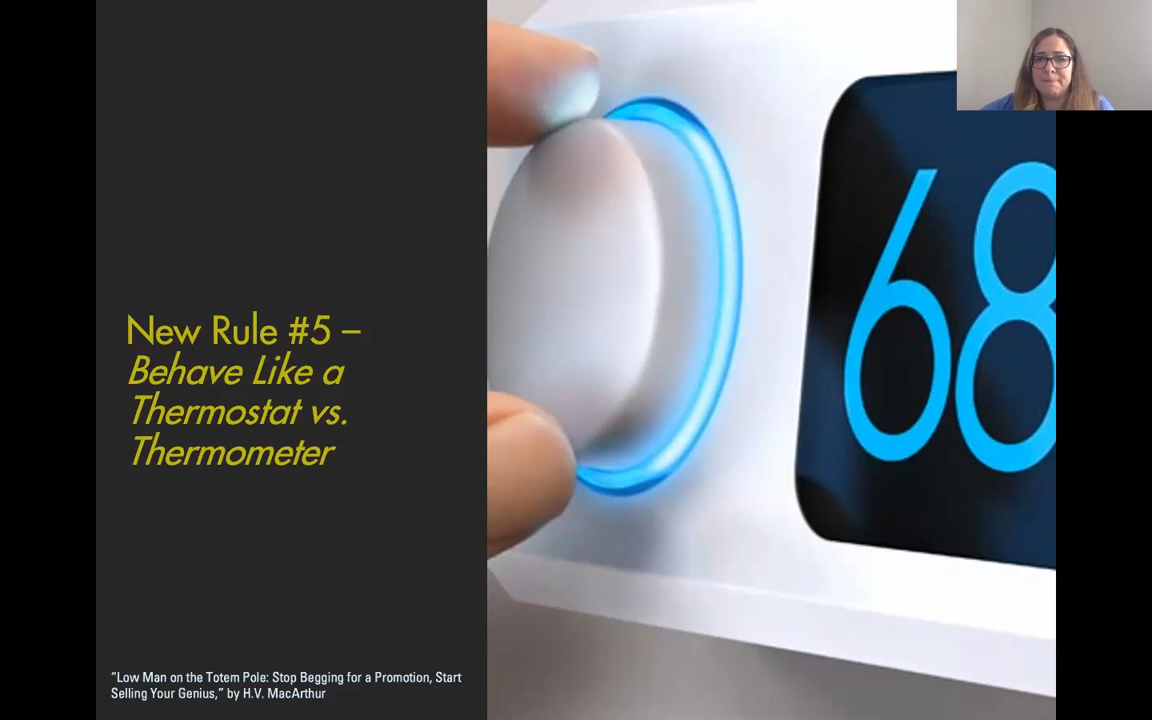 New Rule #5 –
Behave Like a
Thermostat vs.
Thermometer
68
"Low Man on the Totem Pole: Stop Begging for a Promotion, Start
Selling Your Genius," by H.V. MacArthur